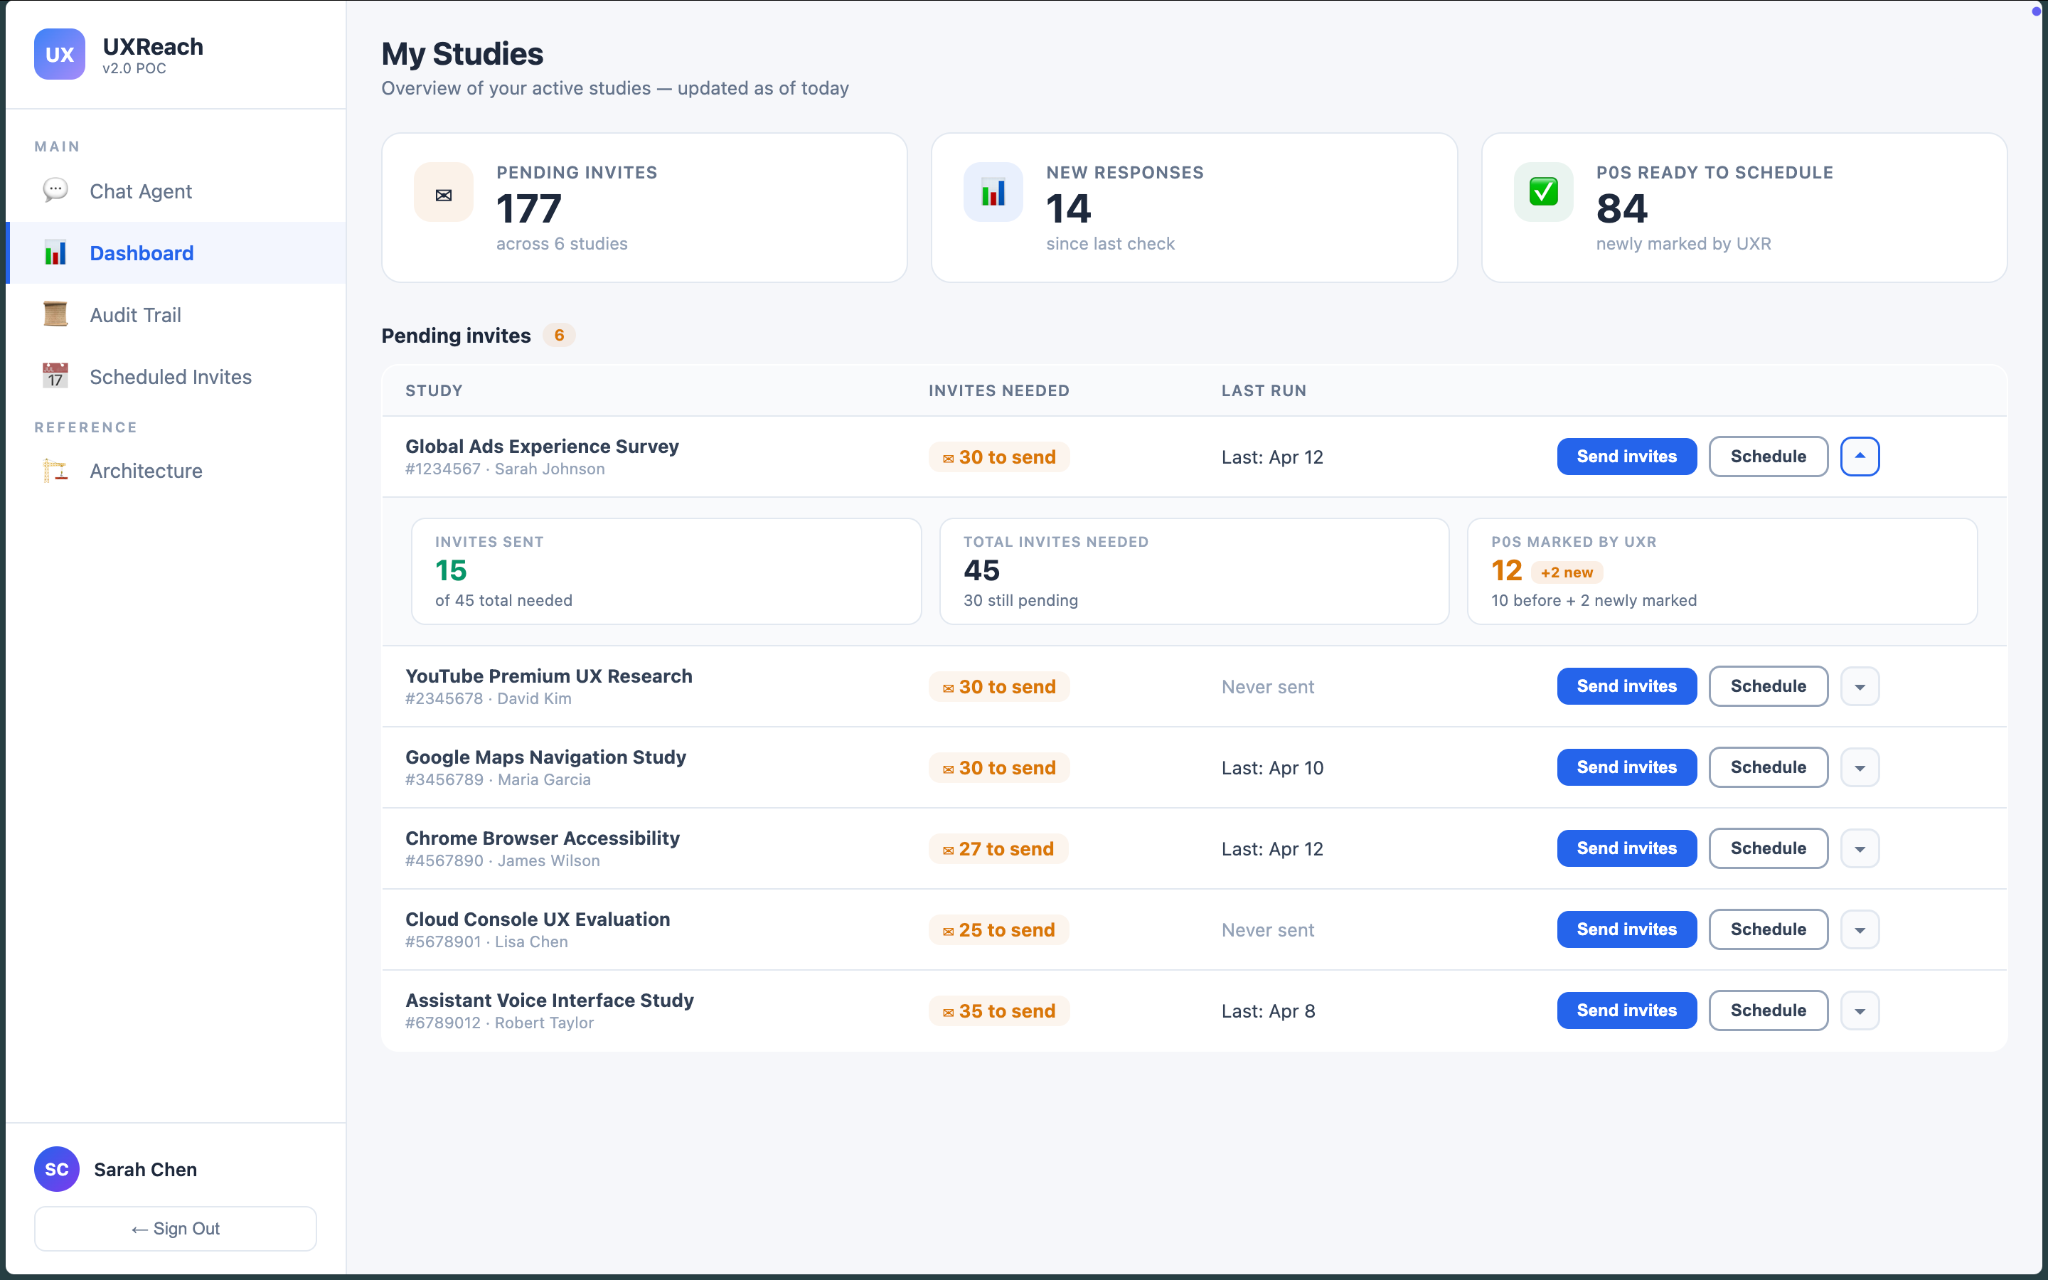 UX
UXReach
v2.0 POC
MAIN
Chat Agent
Dashboard
Audit Trail
17
Scheduled Invites
REFERENCE
Architecture
SC
Sarah Chen
← Sign Out
My Studies
Overview of your active studies — updated as of today
PENDING INVITES
177
across 6 studies
NEW RESPONSES
14
since last check
P0S READY TO SCHEDULE
84
newly marked by UXR
Pending invites 6
STUDY INVITES NEEDED LAST RUN
Global Ads Experience Survey
#1234567 · Sarah Johnson
✉ 30 to send
Last: Apr 12
Send invites
Schedule
INVITES SENT
15
of 45 total needed
TOTAL INVITES NEEDED
45
30 still pending
P0S MARKED BY UXR
12 +2 new
10 before + 2 newly marked
YouTube Premium UX Research
#2345678 · David Kim
✉ 30 to send
Never sent
Send invites
Schedule
Google Maps Navigation Study
#3456789 · Maria Garcia
✉ 30 to send
Last: Apr 10
Send invites
Schedule
Chrome Browser Accessibility
#4567890 · James Wilson
✉ 27 to send
Last: Apr 12
Send invites
Schedule
Cloud Console UX Evaluation
#5678901 · Lisa Chen
✉ 25 to send
Never sent
Send invites
Schedule
Assistant Voice Interface Study
#6789012 · Robert Taylor
✉ 35 to send
Last: Apr 8
Send invites
Schedule